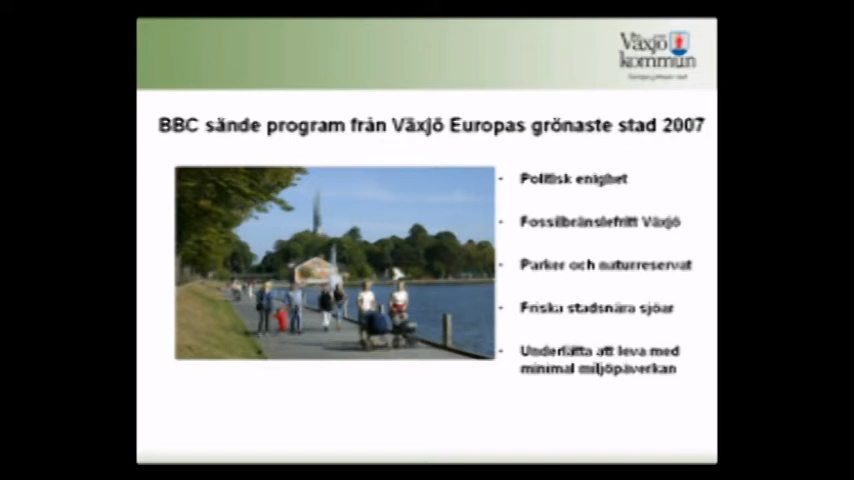 Växjö
kommun
BBC sände program från Växjö Europas grönaste stad 2007
- Politisk enighet
- Fossilbränslefritt Växjö
- Parker och naturreservat
- Friska stadsnära sjöar
- Underlätta att leva med
minimal miljöpåverkan